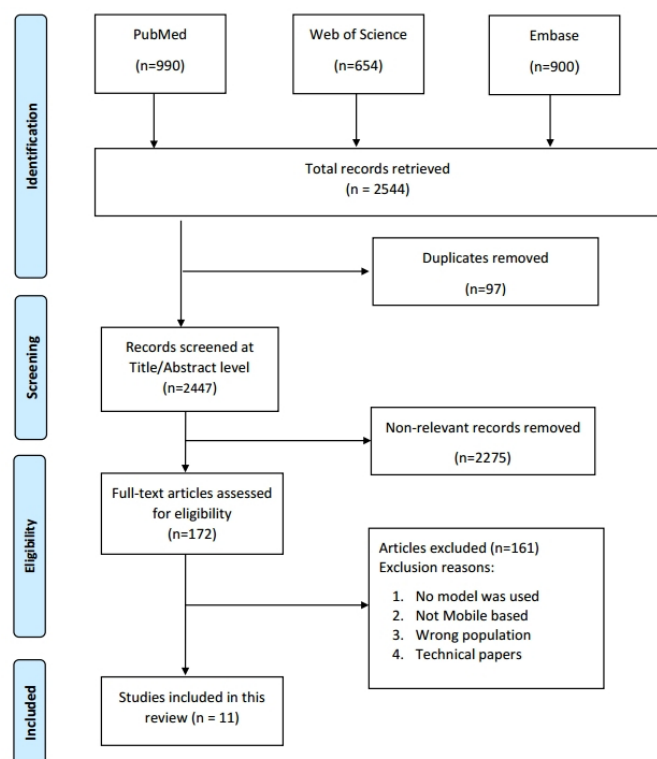 PubMed
(n=990)
Web of Science
(n=654)
Embase
(n=900)
Identification
Total records retrieved
(n = 2544)
Duplicates removed
(n=97)
Screening
Records screened at
Title/Abstract level
(n=2447)
Non-relevant records removed
(n=2275)
Eligibility
Full-text articles assessed
for eligibility
(n=172)
Articles excluded (n=161)
Exclusion reasons:
1. No model was used
2. Not Mobile based
3. Wrong population
4. Technical papers
Included
Studies included in this
review (n = 11)